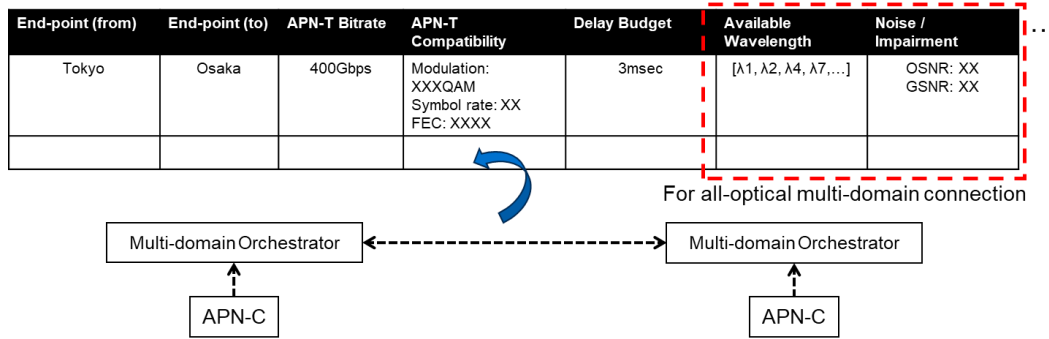 End-point (from) End-point (to) APN-T Bitrate APN-T Compatibility Delay Budget Available Wavelength Noise / Impairment
...
Tokyo Osaka 400Gbps Modulation: 3msec [λ1, λ2, λ4, λ7,…] OSNR: XX
XXXQAM GSNR: XX
Symbol rate: XX
FEC: XXXX
For all-optical multi-domain connection
Multi-domain Orchestrator Multi-domain Orchestrator
APN-C APN-C